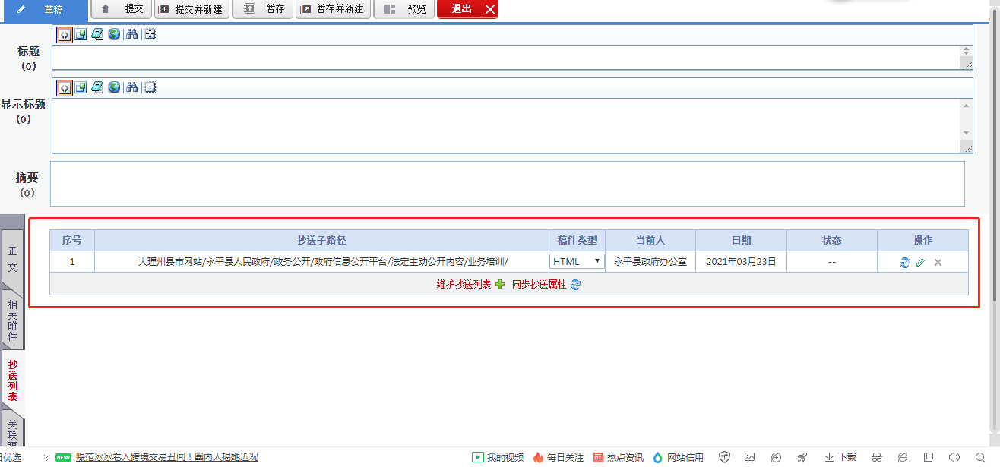 草稿 提交 提交并新建 暂存 暂存并新建 预览 退出
标题
(0)
显示标题
(0)
摘要
(0)
正文
相关附件
抄送列表
关联稿
序号 抄送子路径 稿件类型 当前人 日期 状态 操作
1 大理州县市网站/永平县人民政府/政务公开/政府信息公开平台/法定主动公开内容/业务培训/ HTML 永平县政府办公室 2021年03月23日 --
维护抄送列表 同步抄送属性
日优选 NEW 曝范冰冰卷入跨境交易丑闻！圈内人揭她近况 我的视频 每日关注 热点资讯 网站信用 下载